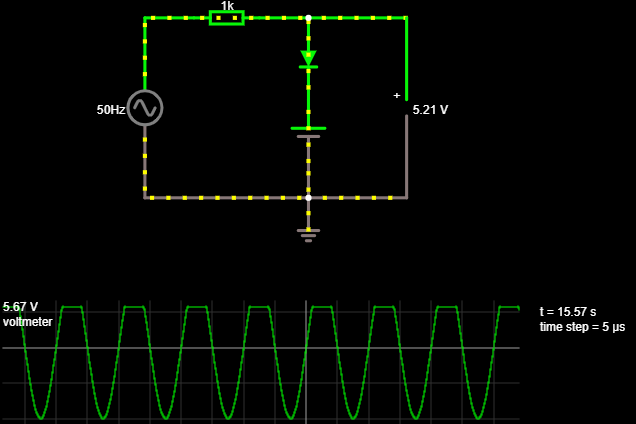 1k
50Hz
+
5.21 V
5.67 V
voltmeter
t = 15.57 s
time step = 5 µs